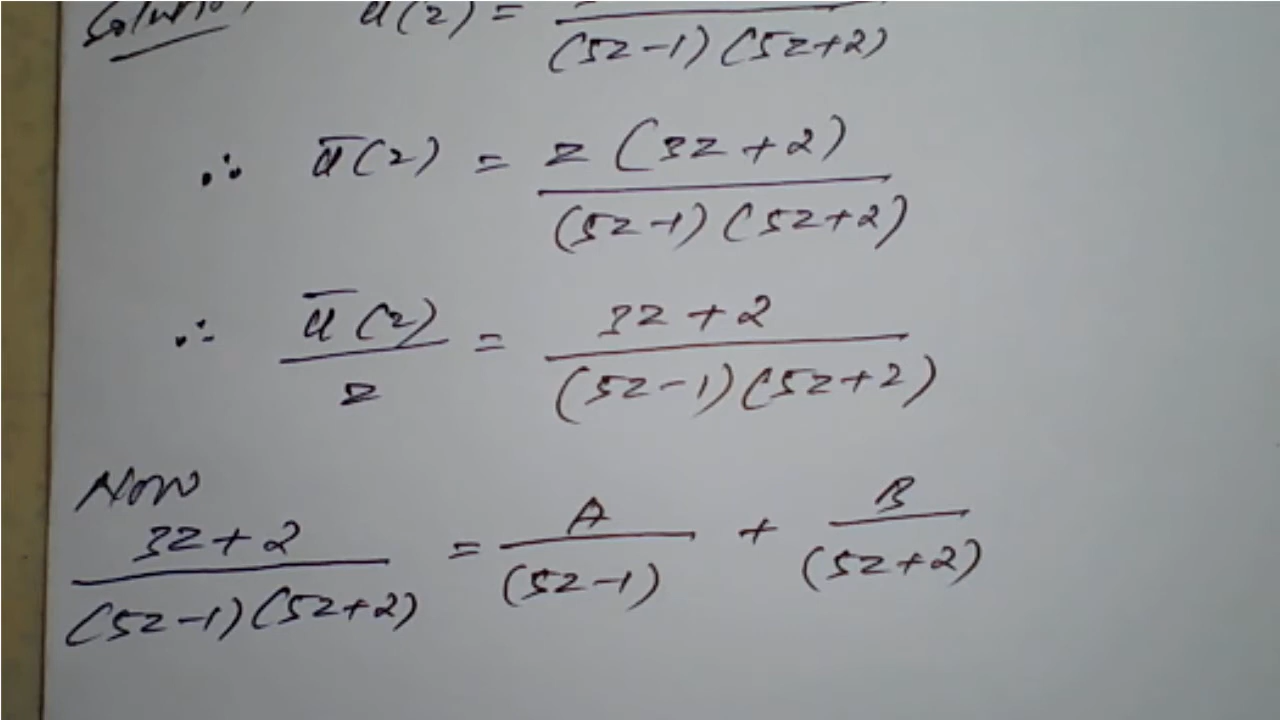 Solution ū(z) = 
(5z-1)(5z+2)
∴ ū(z) = z(3z+2)
(5z-1)(5z+2)
∴ ū(z) = 3z+2
z (5z-1)(5z+2)
Now
3z+2 = A + B
(5z-1)(5z+2) (5z-1) (5z+2)